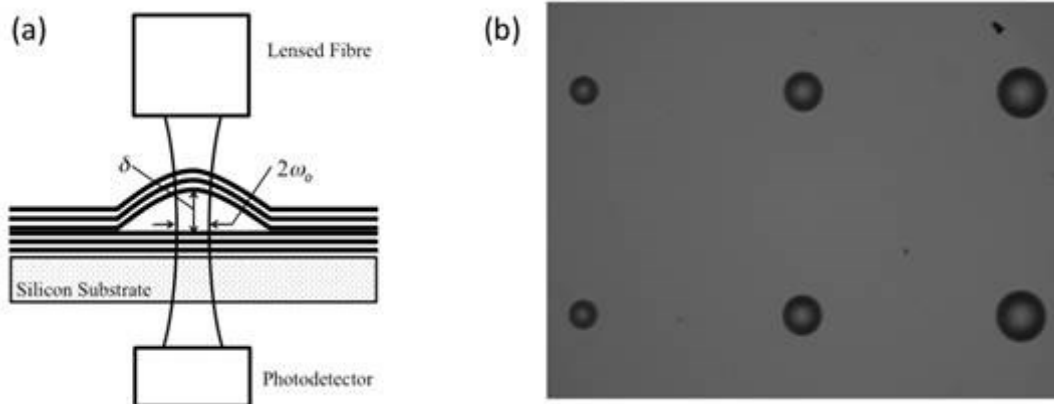 (a)
Lensed Fibre
δ
2ω₀
Silicon Substrate
Photodetector
(b)